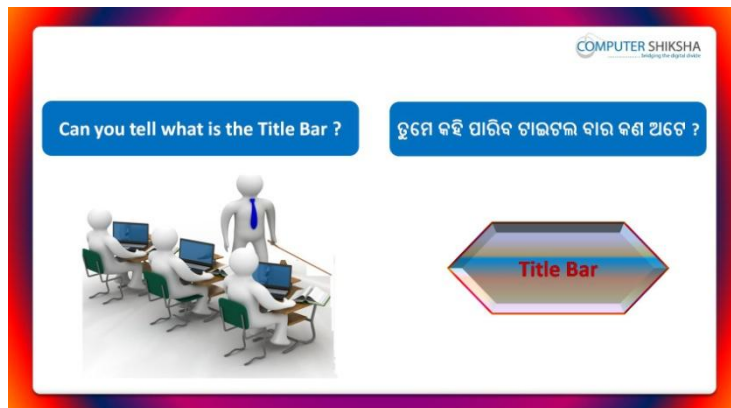 COMPUTER SHIKSHA
bridging the digital divide
Can you tell what is the Title Bar ?
ତୁମେ କହି ପାରିବ ଟାଇଟଲ ବାର କଣ ଅଟେ ?
Title Bar